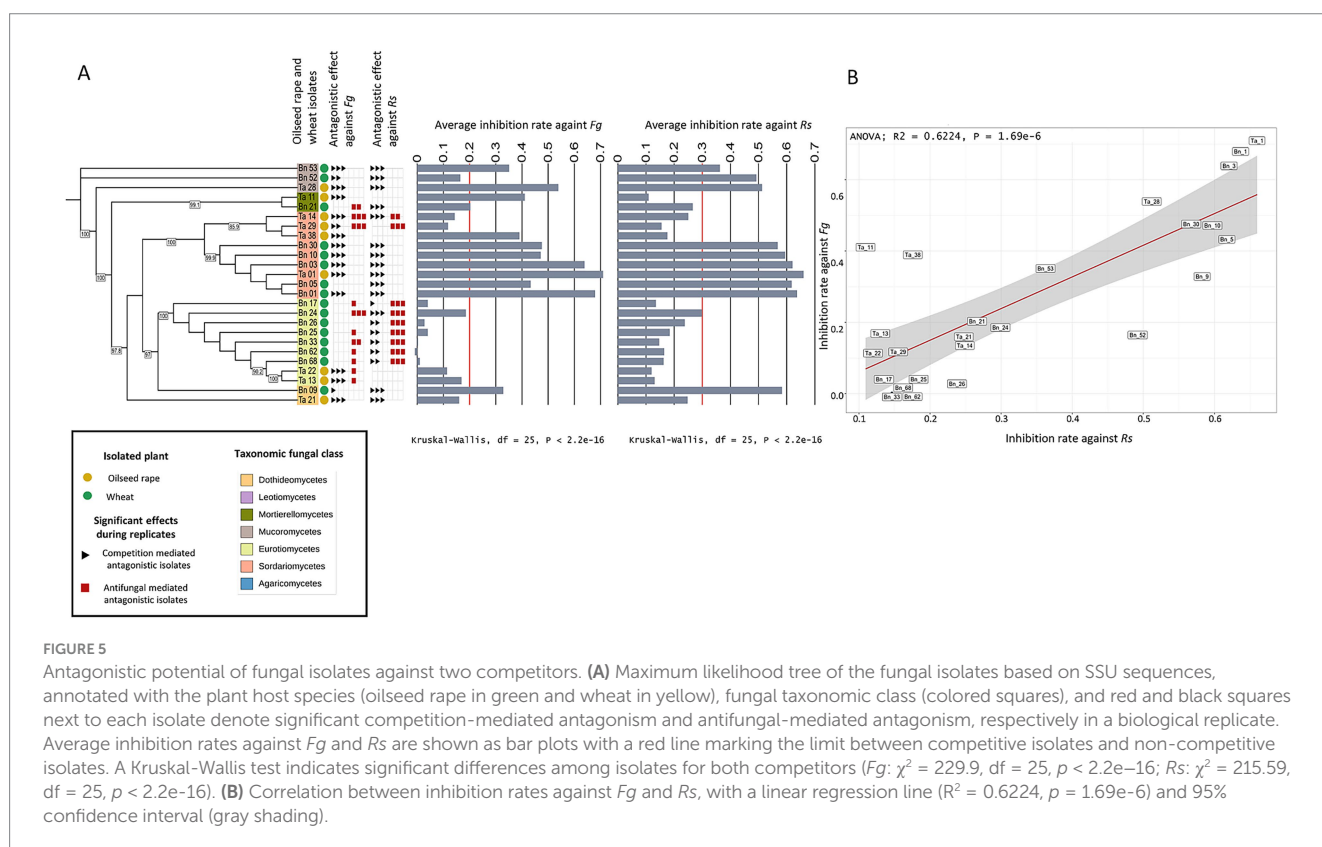 A
B
Oilseed rape and
wheat isolates
Antagonistic effect
against Fg
Antagonistic effect
against Rs
Average inhibition rate against Fg
0 0.1 0.2 0.3 0.4 0.5 0.6 0.7
Average inhibition rate against Rs
0 0.1 0.2 0.3 0.4 0.5 0.6 0.7
Bn 53
Bn 52
Ta 28
Ta 11
Bn 21
Ta 14
Ta 29
Ta 38
Bn 30
Bn 10
Bn 03
Ta 01
Bn 05
Bn 01
Bn 17
Bn 24
Bn 26
Bn 25
Bn 33
Bn 62
Bn 68
Ta 22
Ta 13
Bn 09
Ta 21
99.1
100
85.9
100
99.9
100
100
97.8
97
98.2
100
Kruskal-Wallis, df = 25, P < 2.2e-16
Kruskal-Wallis, df = 25, P < 2.2e-16
Isolated plant
Oilseed rape
Wheat
Significant effects
during replicates
Competition mediated
antagonistic isolates
Antifungal mediated
antagonistic isolates
Taxonomic fungal class
Dothideomycetes
Leotiomycetes
Mortierellomycetes
Mucoromycetes
Eurotiomycetes
Sordariomycetes
Agaricomycetes
ANOVA; R2 = 0.6224, P = 1.69e-6
Ta_1
Bn_1
Bn_3
Ta_28
Bn_30
Bn_10
Bn_5
Ta_11
Ta_38
Bn_53
Bn_9
Bn_21
Bn_24
Bn_52
Ta_13
Ta_21
Ta_14
Ta_22
Ta_29
Bn_17
Bn_25
Bn_26
Bn_68
Bn_33
Bn_62
Inhibition rate against Fg
0.6
0.4
0.2
0.0
0.1 0.2 0.3 0.4 0.5 0.6
Inhibition rate against Rs
FIGURE 5
Antagonistic potential of fungal isolates against two competitors. (A) Maximum likelihood tree of the fungal isolates based on SSU sequences,
annotated with the plant host species (oilseed rape in green and wheat in yellow), fungal taxonomic class (colored squares), and red and black squares
next to each isolate denote significant competition-mediated antagonism and antifungal-mediated antagonism, respectively in a biological replicate.
Average inhibition rates against Fg and Rs are shown as bar plots with a red line marking the limit between competitive isolates and non-competitive
isolates. A Kruskal-Wallis test indicates significant differences among isolates for both competitors (Fg: χ² = 229.9, df = 25, p < 2.2e−16; Rs: χ² = 215.59,
df = 25, p < 2.2e-16). (B) Correlation between inhibition rates against Fg and Rs, with a linear regression line (R² = 0.6224, p = 1.69e-6) and 95%
confidence interval (gray shading).